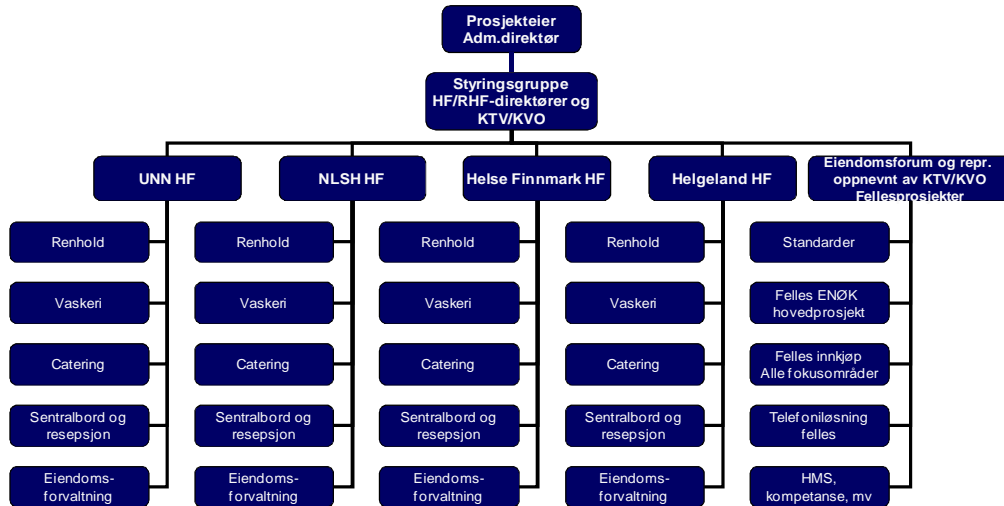 Prosjekteier
Adm.direktør
Styringsgruppe
HF/RHF-direktører og
KTV/KVO
UNN HF
NLSH HF
Helse Finnmark HF
Helgeland HF
Eiendomsforum og repr.
oppnevnt av KTV/KVO
Fellesprosjekter
Renhold
Vaskeri
Catering
Sentralbord og
resepsjon
Eiendoms-
forvaltning
Renhold
Vaskeri
Catering
Sentralbord og
resepsjon
Eiendoms-
forvaltning
Renhold
Vaskeri
Catering
Sentralbord og
resepsjon
Eiendoms-
forvaltning
Renhold
Vaskeri
Catering
Sentralbord og
resepsjon
Eiendoms-
forvaltning
Standarder
Felles ENØK
hovedprosjekt
Felles innkjøp
Alle fokusområder
Telefoniløsning
felles
HMS,
kompetanse, mv